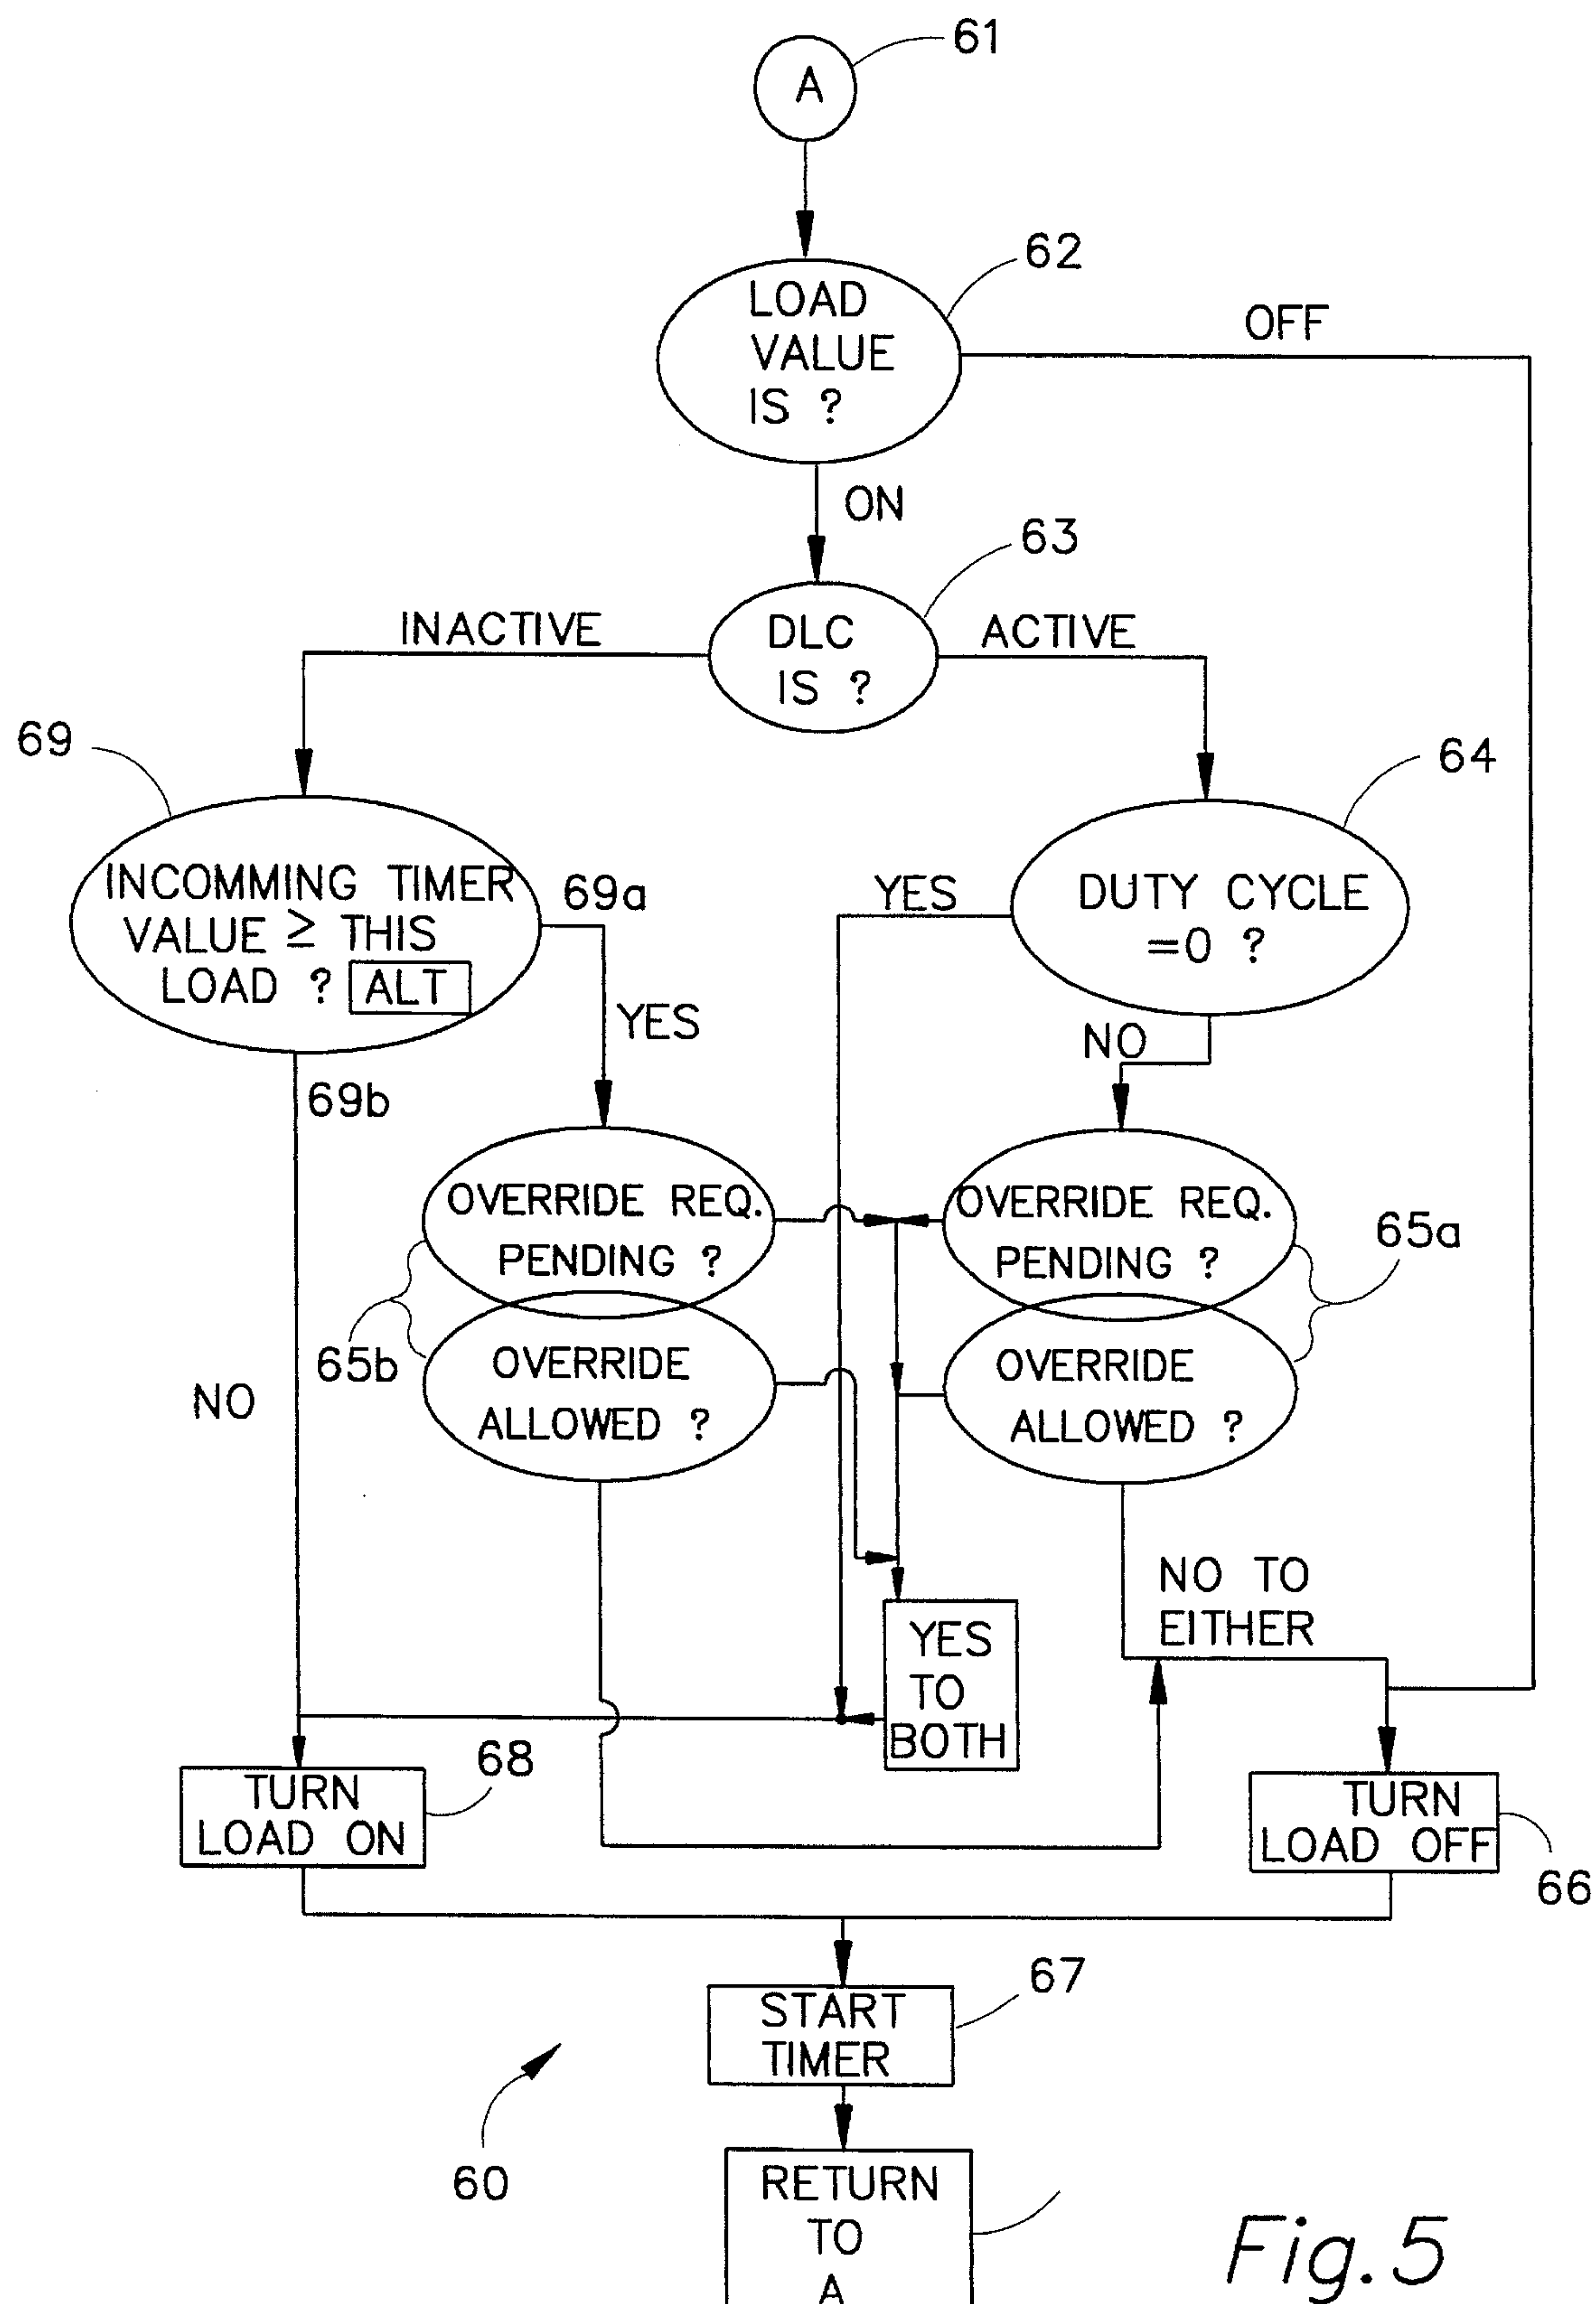 A
61
LOAD
VALUE
IS ?
62
OFF
ON
63
DLC
IS ?
INACTIVE
ACTIVE
69
64
INCOMMING TIMER
VALUE ≥ THIS
LOAD ? ALT
69a
YES
DUTY CYCLE
=0 ?
YES
NO
69b
OVERRIDE REQ.
PENDING ?
OVERRIDE REQ.
PENDING ?
65a
65b
OVERRIDE
ALLOWED ?
OVERRIDE
ALLOWED ?
NO
NO TO
EITHER
YES
TO
BOTH
TURN
LOAD ON
68
TURN
LOAD OFF
66
START
TIMER
67
60
RETURN
TO
A
Fig. 5